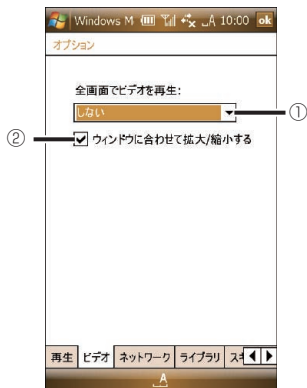 Windows M 10:00 ok
オプション
全画面でビデオを再生:
しない
①
② ウィンドウに合わせて拡大/縮小する
再生 ビデオ ネットワーク ライブラリ スキ
A